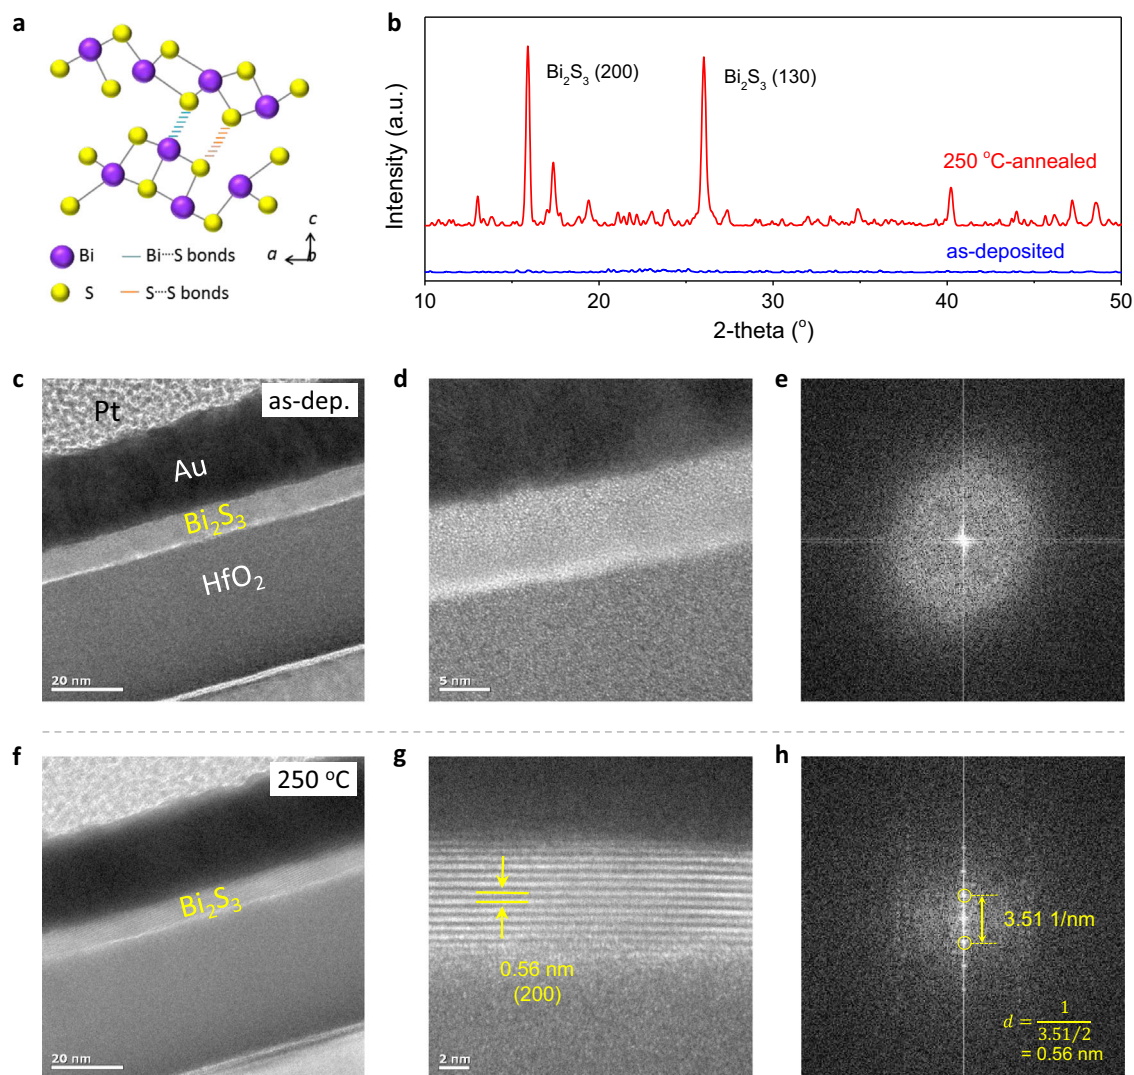 a
Bi
Bi┈S bonds
S
S┈S bonds
c
a
b
b
Intensity (a.u.)
Bi₂S₃ (200)
Bi₂S₃ (130)
250 °C-annealed
as-deposited
10
20
30
40
50
2-theta (°)
c
Pt
as-dep.
Au
Bi₂S₃
HfO₂
20 nm
d
5 nm
e
f
250 °C
Bi₂S₃
20 nm
g
0.56 nm
(200)
2 nm
h
3.51 1/nm
d = 1 / 3.51/2
= 0.56 nm